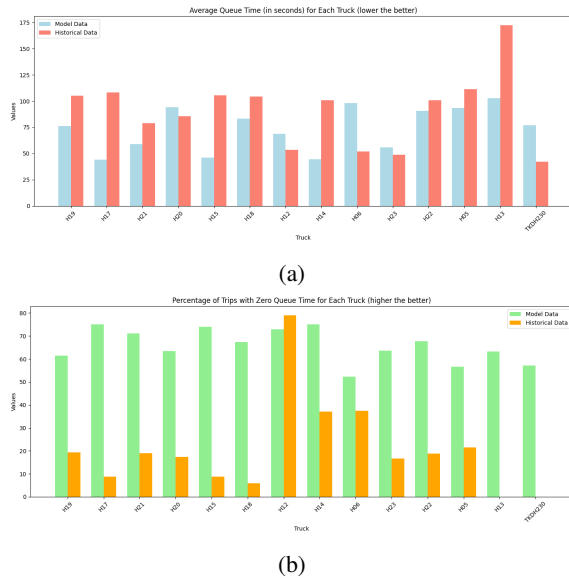 Average Queue Time (in seconds) for Each Truck (lower the better)
Model Data
Historical Data
175
150
125
100
75
50
25
0
Values
H19 H17 H21 H20 H15 H18 H12 H14 H06 H23 H22 H05 H13 TKDH230
Truck
(a)
Percentage of Trips with Zero Queue Time for Each Truck (higher the better)
Model Data
Historical Data
80
70
60
50
40
30
20
10
0
Values
H19 H17 H21 H20 H15 H18 H12 H14 H06 H23 H22 H05 H13 TKDH230
Truck
(b)